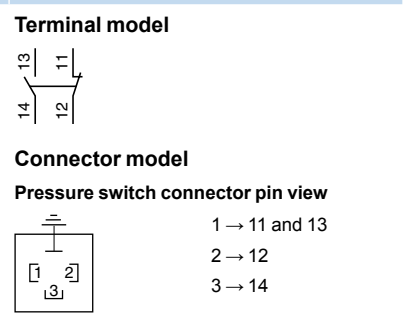 Terminal model
13 11
14 12
Connector model
Pressure switch connector pin view
1 → 11 and 13
2 → 12
3 → 14
1 2
3